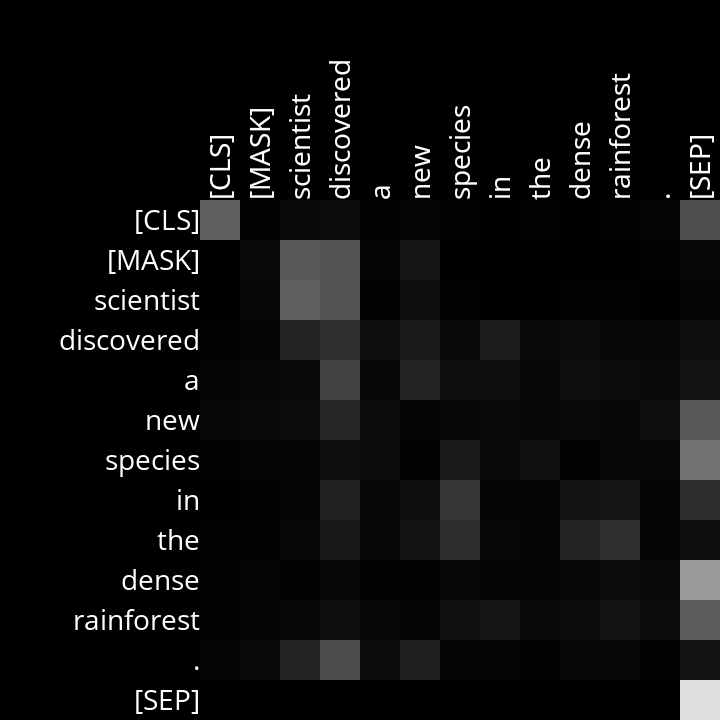 [CLS]
[MASK]
scientist
discovered
a
new
species
in
the
dense
rainforest
.
[SEP]
[CLS]
[MASK]
scientist
discovered
a
new
species
in
the
dense
rainforest
.
[SEP]